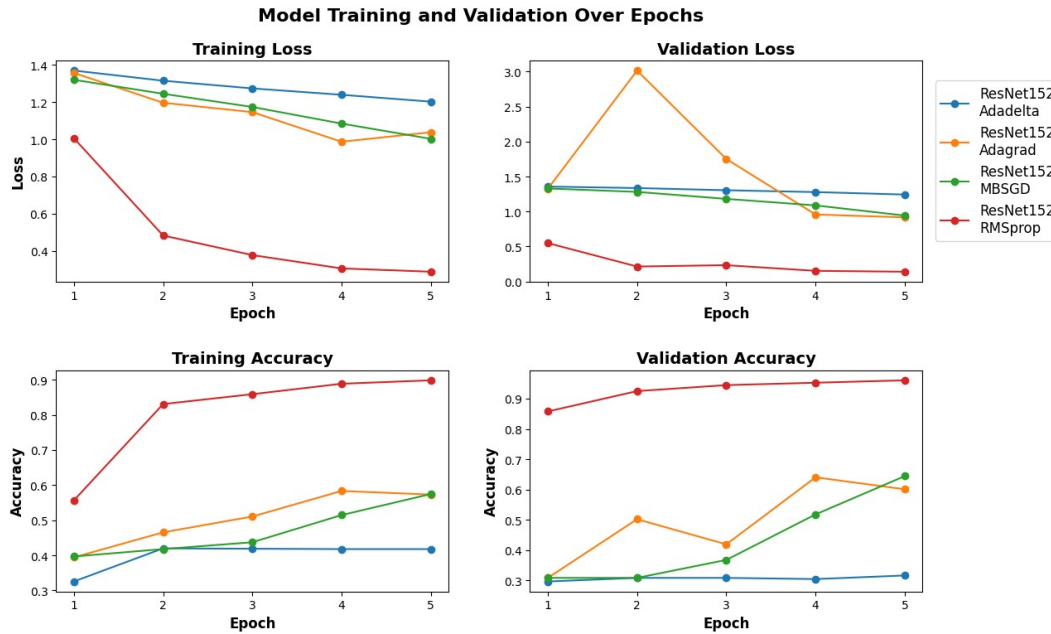 Model Training and Validation Over Epochs
Training Loss
1.4
1.2
1.0
0.8
0.6
0.4
Loss
1 2 3 4 5
Epoch
Validation Loss
3.0
2.5
2.0
1.5
1.0
0.5
0.0
1 2 3 4 5
Epoch
ResNet152
Adadelta
ResNet152
Adagrad
ResNet152
MBSGD
ResNet152
RMSprop
Training Accuracy
0.9
0.8
0.7
0.6
0.5
0.4
0.3
Accuracy
1 2 3 4 5
Epoch
Validation Accuracy
0.9
0.8
0.7
0.6
0.5
0.4
0.3
Accuracy
1 2 3 4 5
Epoch